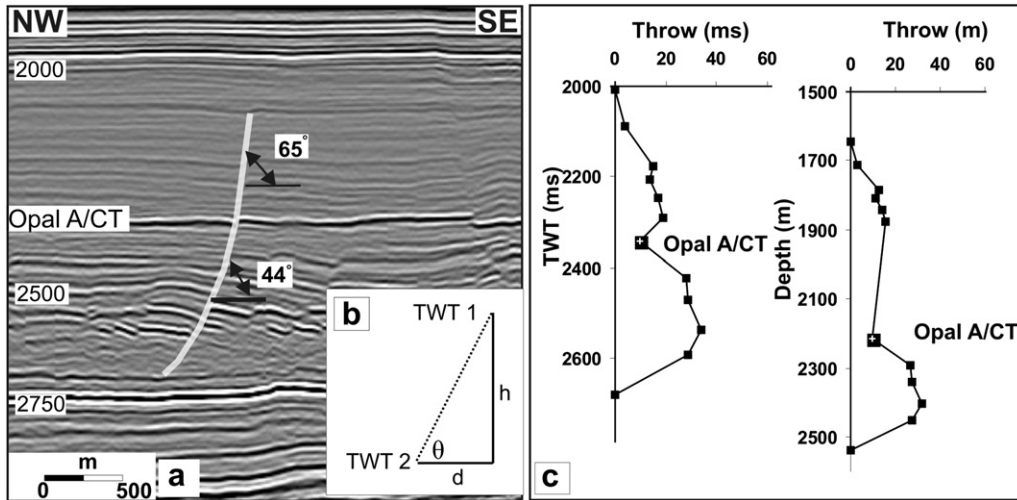 NW
SE
2000
65°
Opal A/CT
44°
2500
2750
m
0 500
a
b
TWT 1
h
θ
TWT 2
d
c
Throw (ms)
0 20 40 60
2000
2200
2400
2600
TWT (ms)
Opal A/CT
Throw (m)
0 20 40 60
1500
1700
1900
2100
2300
2500
Depth (m)
Opal A/CT